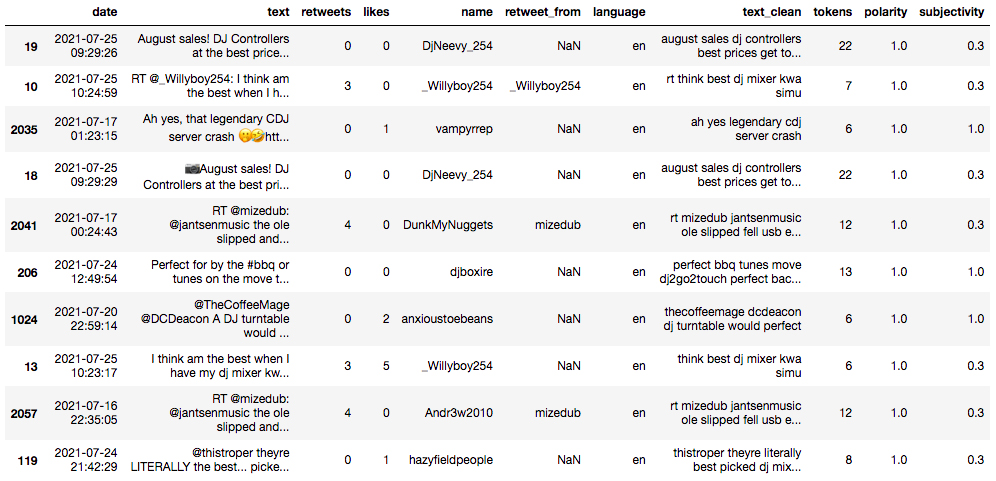 date text retweets likes name retweet_from language text_clean tokens polarity subjectivity
19 2021-07-25 09:29:26 August sales! DJ Controllers at the best price... 0 0 DjNeevy_254 NaN en august sales dj controllers best prices get to... 22 1.0 0.3
10 2021-07-25 10:24:59 RT @_Willyboy254: I think am the best when I h... 3 0 _Willyboy254 _Willyboy254 en rt think best dj mixer kwa simu 7 1.0 0.3
2035 2021-07-17 01:23:15 Ah yes, that legendary CDJ server crash 🤭🤣htt... 0 1 vampyrrep NaN en ah yes legendary cdj server crash 6 1.0 1.0
18 2021-07-25 09:29:29 📷August sales! DJ Controllers at the best pri... 0 0 DjNeevy_254 NaN en august sales dj controllers best prices get to... 22 1.0 0.3
2041 2021-07-17 00:24:43 RT @mizedub: @jantsenmusic the ole slipped and... 4 0 DunkMyNuggets mizedub en rt mizedub jantsenmusic ole slipped fell usb e... 12 1.0 0.3
206 2021-07-24 12:49:54 Perfect for by the #bbq or tunes on the move t... 0 0 djboxire NaN en perfect bbq tunes move dj2go2touch perfect bac... 13 1.0 1.0
1024 2021-07-20 22:59:14 @TheCoffeeMage @DCDeacon A DJ turntable would ... 0 2 anxioustoebeans NaN en thecoffeemage dcdeacon dj turntable would perfect 6 1.0 1.0
13 2021-07-25 10:23:17 I think am the best when I have my dj mixer kw... 3 5 _Willyboy254 NaN en think best dj mixer kwa simu 6 1.0 0.3
2057 2021-07-16 22:35:05 RT @mizedub: @jantsenmusic the ole slipped and... 4 0 Andr3w2010 mizedub en rt mizedub jantsenmusic ole slipped fell usb e... 12 1.0 0.3
119 2021-07-24 21:42:29 @thistroper theyre LITERALLY the best... picke... 0 1 hazyfieldpeople NaN en thistroper theyre literally best picked dj mix... 8 1.0 0.3